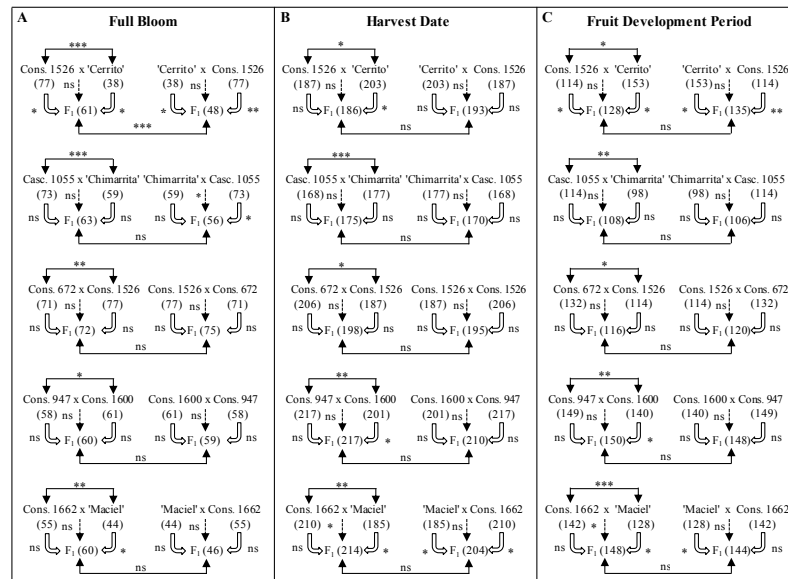 A Full Bloom
***
Cons. 1526 x 'Cerrito' 'Cerrito' x Cons. 1526
(77) ns (38) (38) ns (77)
* F1 (61) * * F1 (48) **
***
***
Casc. 1055 x 'Chimarrita' 'Chimarrita' x Casc. 1055
(73) ns (59) (59) * (73)
ns F1 (63) ns ns F1 (56) *
ns
**
Cons. 672 x Cons. 1526 Cons. 1526 x Cons. 672
(71) ns (77) (77) ns (71)
ns F1 (72) ns ns F1 (75) ns
ns
*
Cons. 947 x Cons. 1600 Cons. 1600 x Cons. 947
(58) ns (61) (61) ns (58)
ns F1 (60) ns ns F1 (59) ns
ns
**
Cons. 1662 x 'Maciel' 'Maciel' x Cons. 1662
(55) ns (44) (44) ns (55)
ns F1 (60) * ns F1 (46) ns
ns
B Harvest Date
*
Cons. 1526 x 'Cerrito' 'Cerrito' x Cons. 1526
(187) ns (203) (203) ns (187)
ns F1 (186) * ns F1 (193) ns
ns
***
Casc. 1055 x 'Chimarrita' 'Chimarrita' x Casc. 1055
(168) ns (177) (177) ns (168)
ns F1 (175) ns ns F1 (170) ns
ns
*
Cons. 672 x Cons. 1526 Cons. 1526 x Cons. 672
(206) ns (187) (187) ns (206)
ns F1 (198) ns ns F1 (195) ns
ns
**
Cons. 947 x Cons. 1600 Cons. 1600 x Cons. 947
(217) ns (201) (201) ns (217)
ns F1 (217) * ns F1 (210) ns
ns
**
Cons. 1662 x 'Maciel' 'Maciel' x Cons. 1662
(210) * (185) (185) ns (210)
ns F1 (214) * * F1 (204) *
ns
C Fruit Development Period
*
Cons. 1526 x 'Cerrito' 'Cerrito' x Cons. 1526
(114) ns (153) (153) ns (114)
* F1 (128) * * F1 (135) **
ns
**
Casc. 1055 x 'Chimarrita' 'Chimarrita' x Casc. 1055
(114) ns (98) (98) ns (114)
ns F1 (108) ns ns F1 (106) ns
ns
*
Cons. 672 x Cons. 1526 Cons. 1526 x Cons. 672
(132) ns (114) (114) ns (132)
ns F1 (116) ns ns F1 (120) ns
ns
**
Cons. 947 x Cons. 1600 Cons. 1600 x Cons. 947
(149) ns (140) (140) ns (149)
ns F1 (150) * ns F1 (148) ns
ns
***
Cons. 1662 x 'Maciel' 'Maciel' x Cons. 1662
(142) * (128) (128) ns (142)
ns F1 (148) * * F1 (144) ns
ns